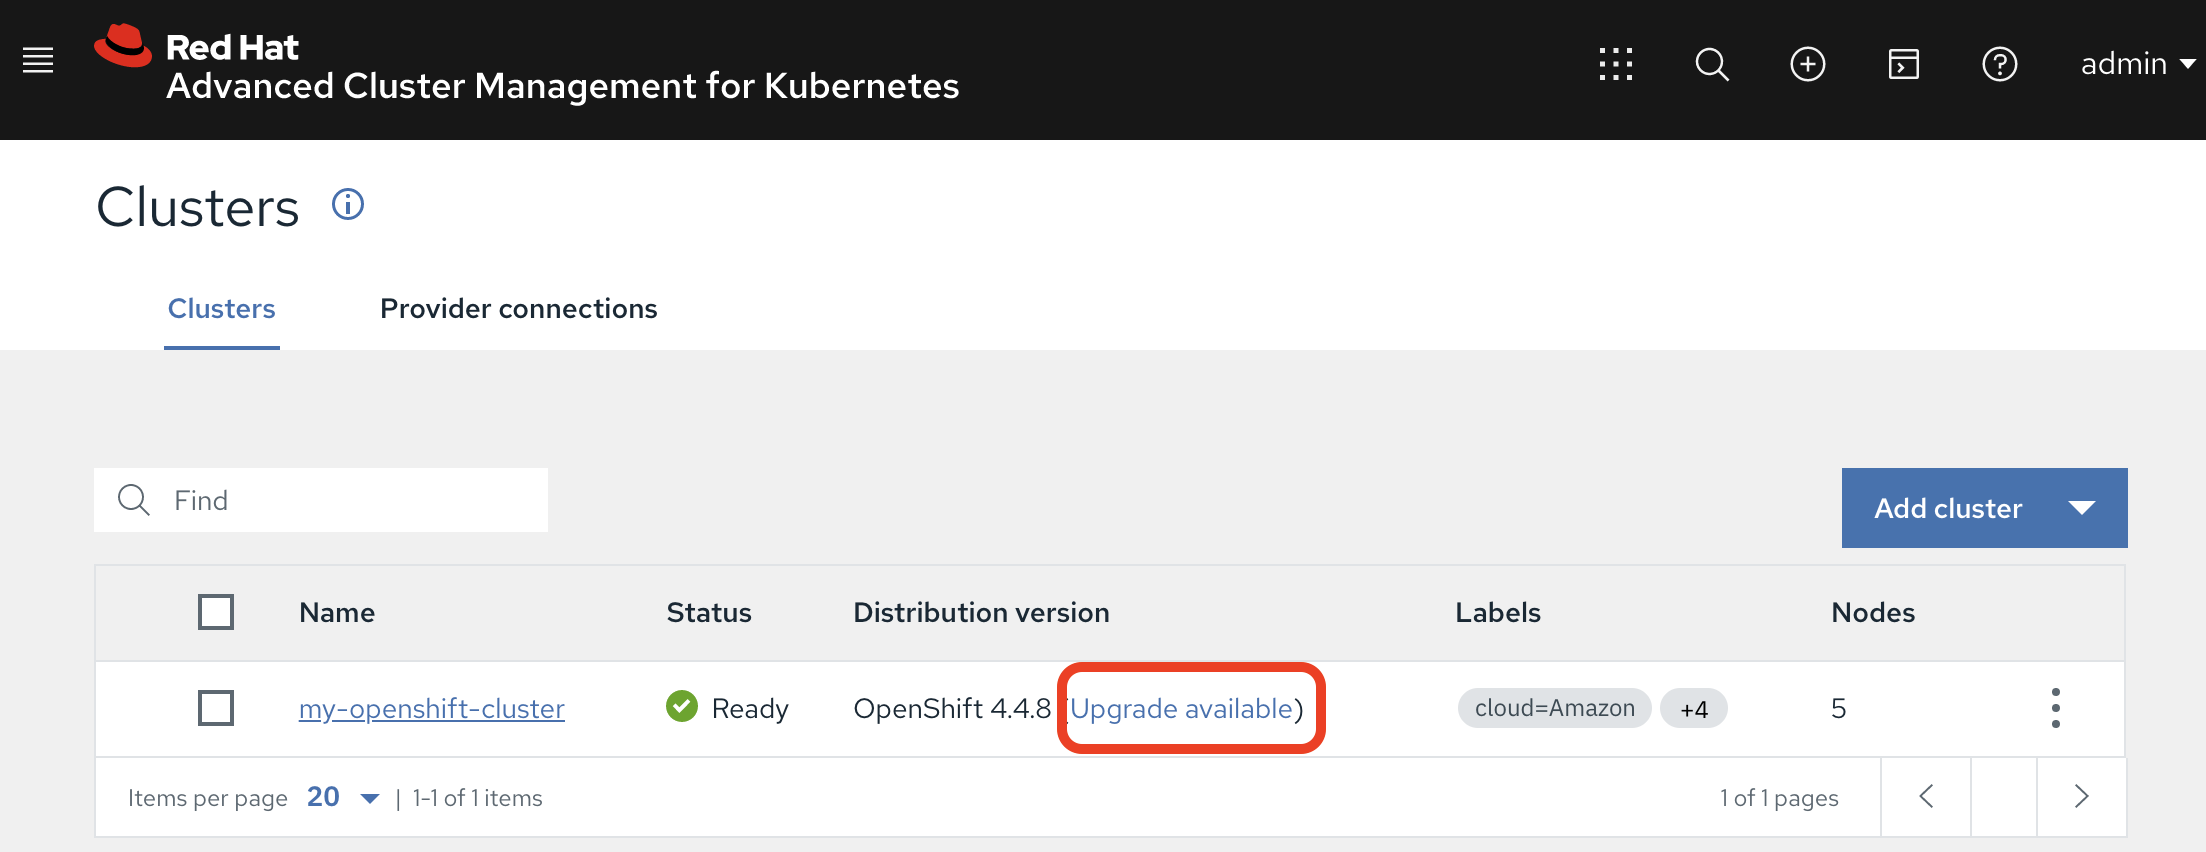 Red Hat
Advanced Cluster Management for Kubernetes
admin
Clusters
Clusters Provider connections
Find
Add cluster
Name Status Distribution version Labels Nodes
my-openshift-cluster Ready OpenShift 4.4.8 (Upgrade available) cloud=Amazon +4 5
Items per page 20 | 1-1 of 1 items 1 of 1 pages